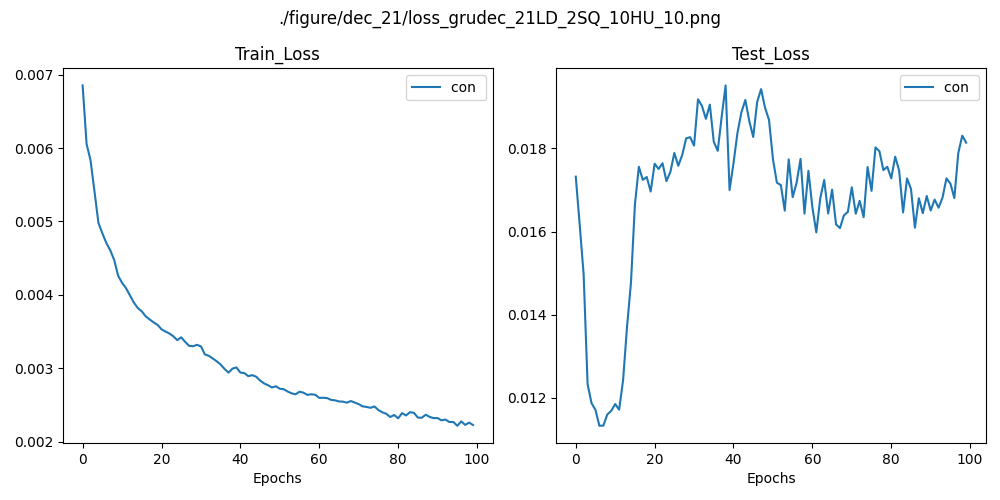 ./figure/dec_21/loss_grudec_21LD_2SQ_10HU_10.png
Train_Loss
con
0.007
0.006
0.005
0.004
0.003
0.002
0 20 40 60 80 100
Epochs
Test_Loss
con
0.018
0.016
0.014
0.012
0 20 40 60 80 100
Epochs